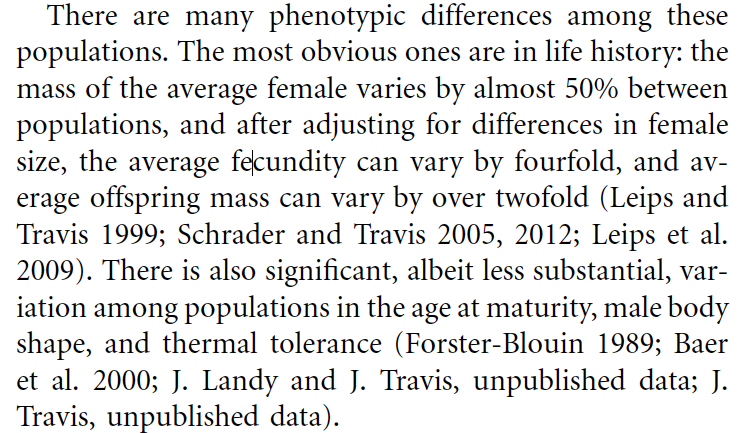 There are many phenotypic differences among these
populations. The most obvious ones are in life history: the
mass of the average female varies by almost 50% between
populations, and after adjusting for differences in female
size, the average fecundity can vary by fourfold, and av-
erage offspring mass can vary by over twofold (Leips and
Travis 1999; Schrader and Travis 2005, 2012; Leips et al.
2009). There is also significant, albeit less substantial, var-
iation among populations in the age at maturity, male body
shape, and thermal tolerance (Forster-Blouin 1989; Baer
et al. 2000; J. Landy and J. Travis, unpublished data; J.
Travis, unpublished data).